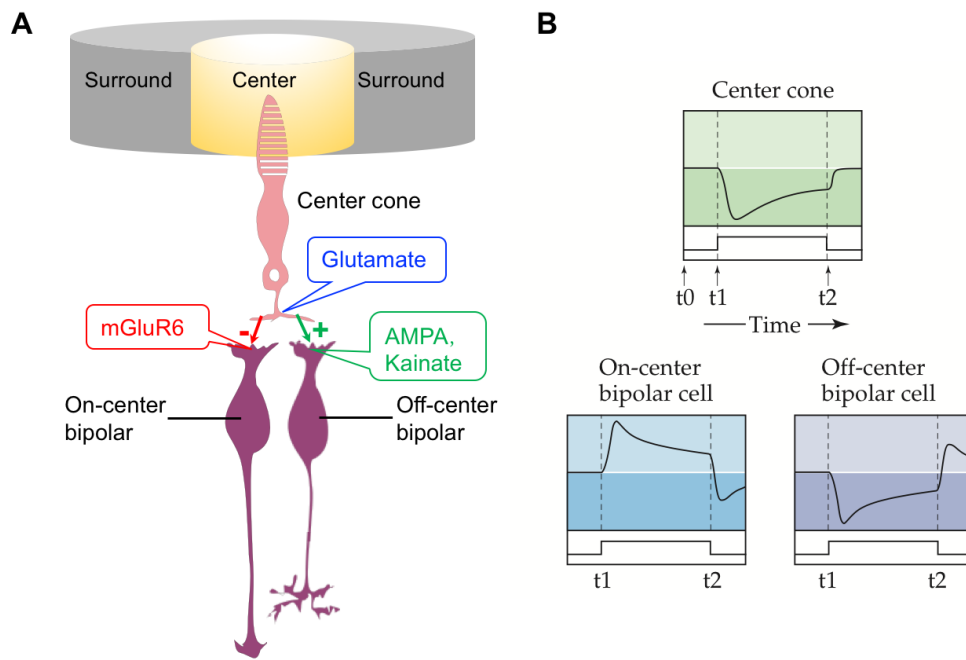 A
Surround
Center
Surround
Center cone
Glutamate
mGluR6
-
+
AMPA,
Kainate
On-center
bipolar
Off-center
bipolar
B
Center cone
t0 t1 t2
Time
On-center
bipolar cell
t1 t2
Off-center
bipolar cell
t1 t2